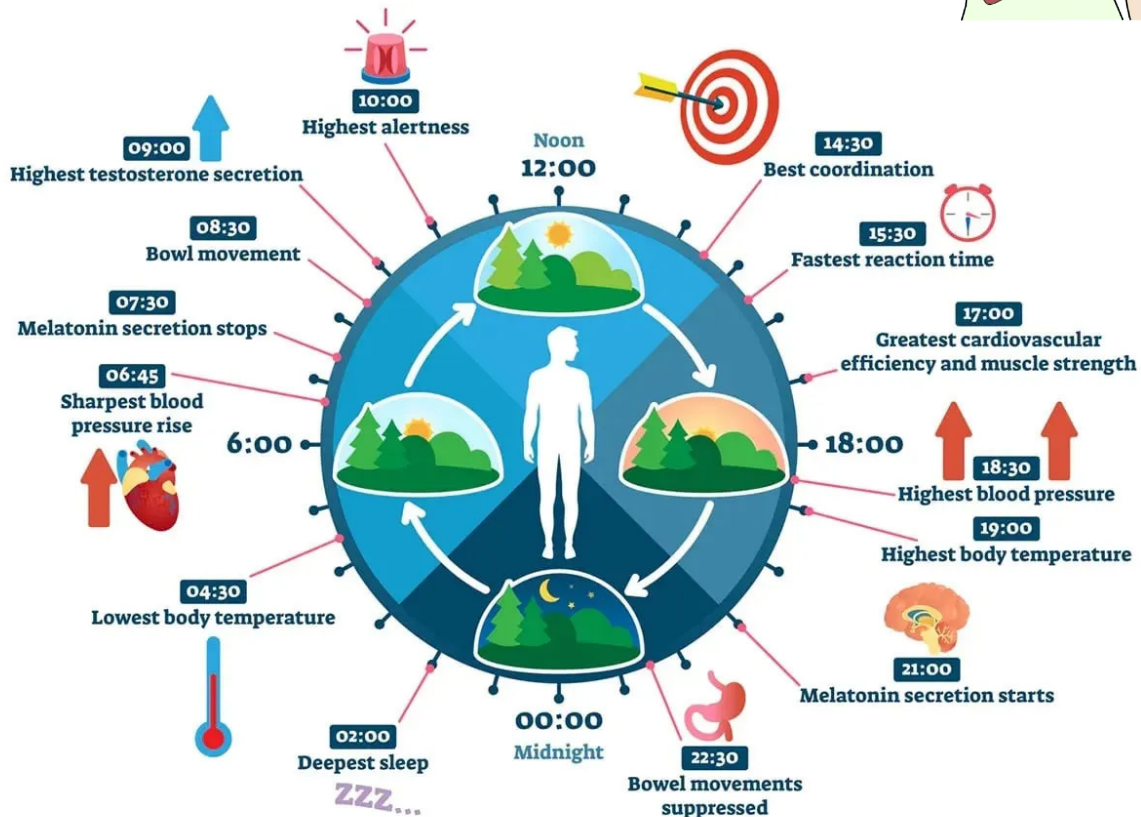 10:00
Highest alertness
09:00
Highest testosterone secretion
08:30
Bowl movement
07:30
Melatonin secretion stops
06:45
Sharpest blood
pressure rise
6:00
04:30
Lowest body temperature
02:00
Deepest sleep
ZZZ...
Noon
12:00
14:30
Best coordination
15:30
Fastest reaction time
17:00
Greatest cardiovascular
efficiency and muscle strength
18:00
18:30
Highest blood pressure
19:00
Highest body temperature
21:00
Melatonin secretion starts
22:30
Bowel movements
suppressed
00:00
Midnight